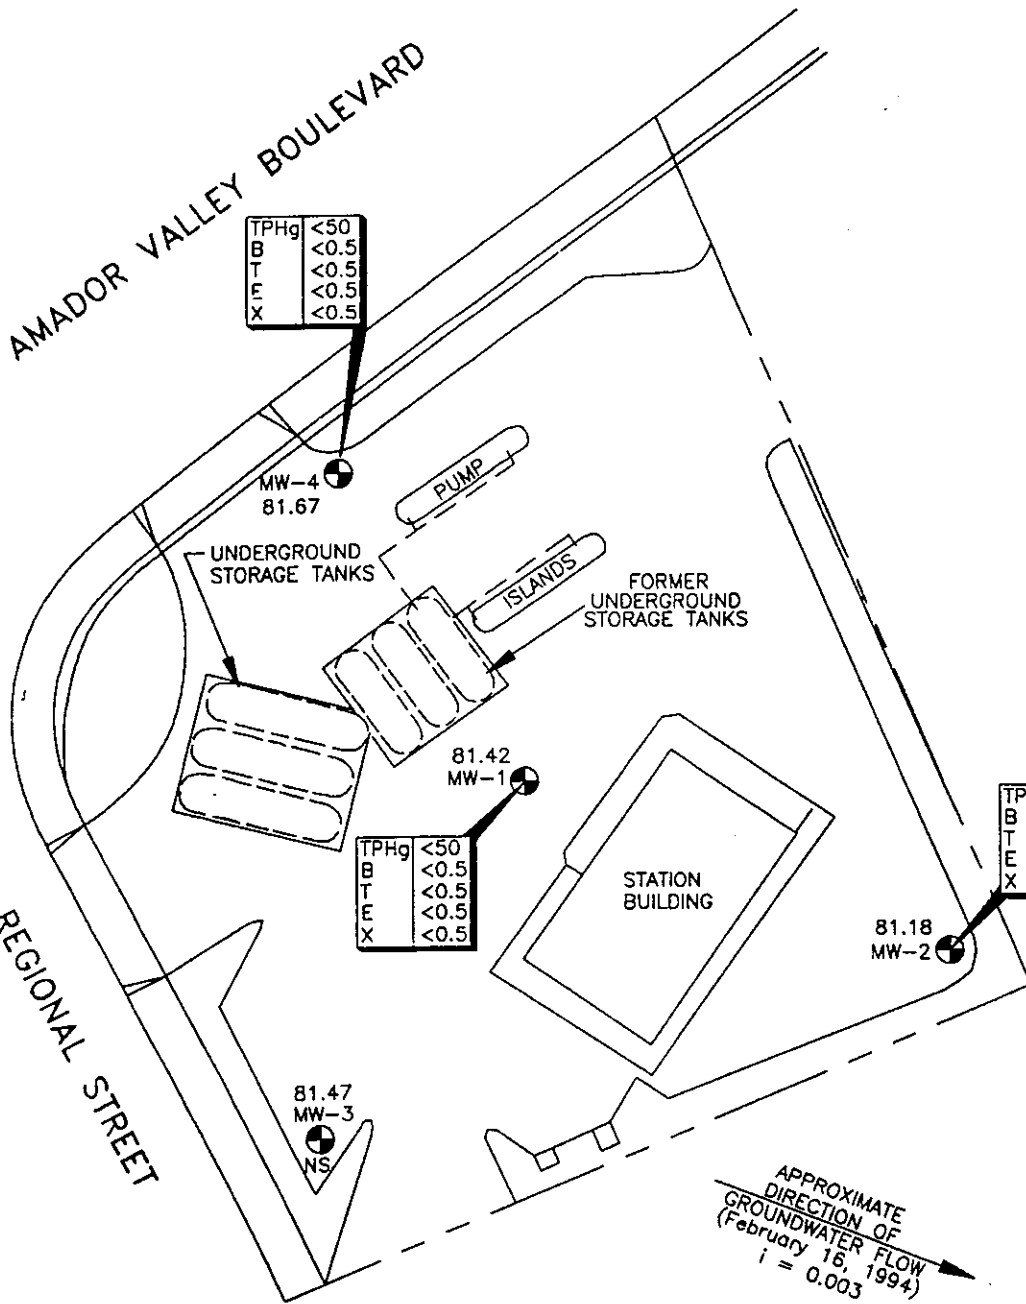 AMADOR VALLEY BOULEVARD
TPHg <50
B <0.5
T <0.5
E <0.5
X <0.5
MW-4
81.67
PUMP
UNDERGROUND
STORAGE TANKS
ISLANDS
FORMER
UNDERGROUND
STORAGE TANKS
81.42
MW-1
TPHg <50
B <0.5
T <0.5
E <0.5
X <0.5
STATION
BUILDING
TP
B
T
E
X
81.18
MW-2
REGIONAL STREET
81.47
MW-3
NS
APPROXIMATE
DIRECTION OF
GROUNDWATER FLOW
(February 16, 1994)
i = 0.003